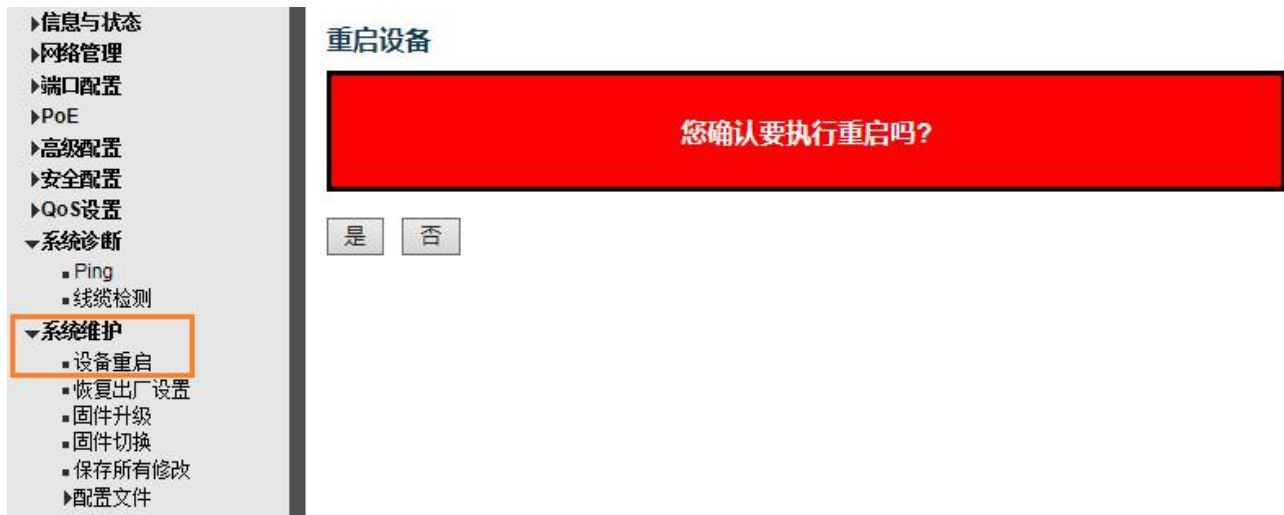 信息与状态
网络管理
端口配置
PoE
高级配置
安全配置
QoS设置
系统诊断
Ping
线缆检测
系统维护
设备重启
恢复出厂设置
固件升级
固件切换
保存所有修改
配置文件
重启设备
您确认要执行重启吗?
是 否